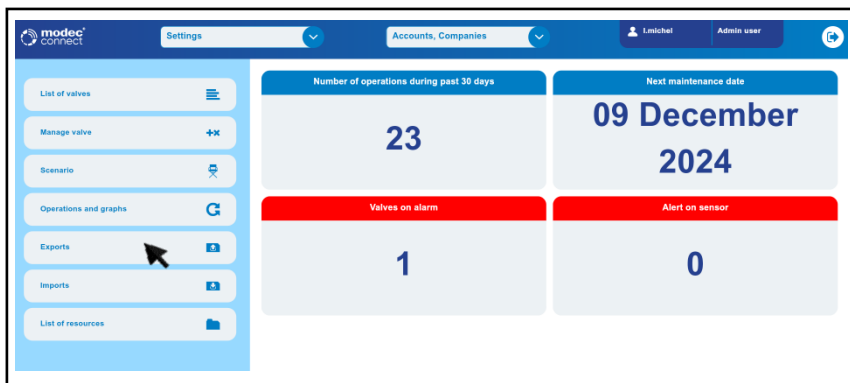 modec
connect
Settings
Accounts, Companies
l.michel
Admin user
List of valves
Manage valve
Scenario
Operations and graphs
Exports
Imports
List of resources
Number of operations during past 30 days
23
Next maintenance date
09 December
2024
Valves on alarm
1
Alert on sensor
0